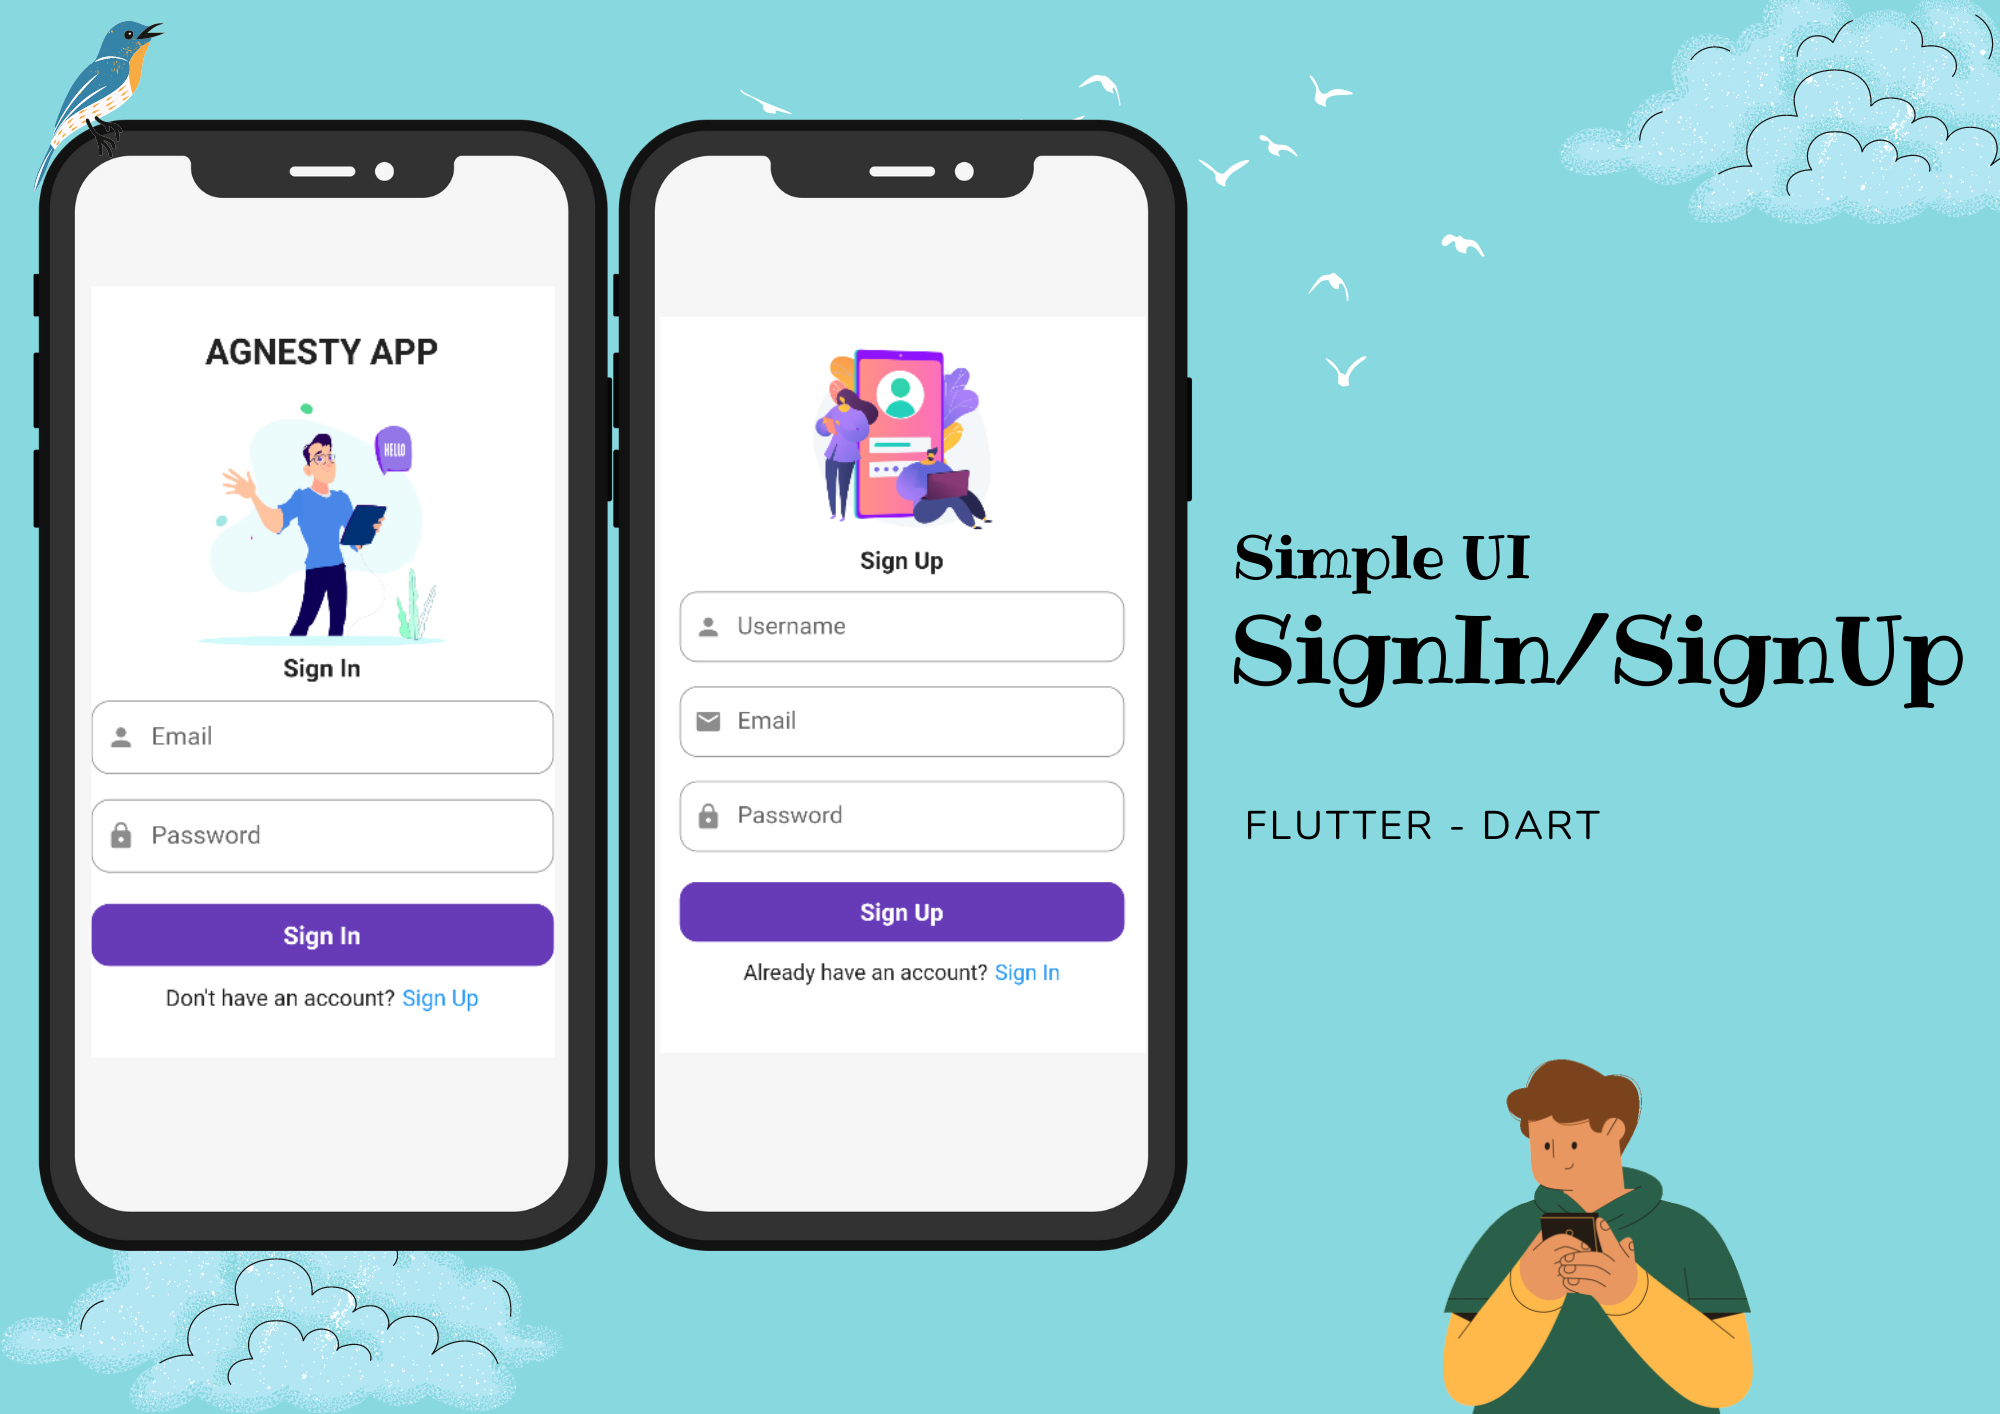 AGNESTY APP
HELLO
Sign In
Email
Password
Sign In
Don't have an account? Sign Up
Sign Up
Username
Email
Password
Sign Up
Already have an account? Sign In
Simple UI
SignIn/SignUp
FLUTTER - DART